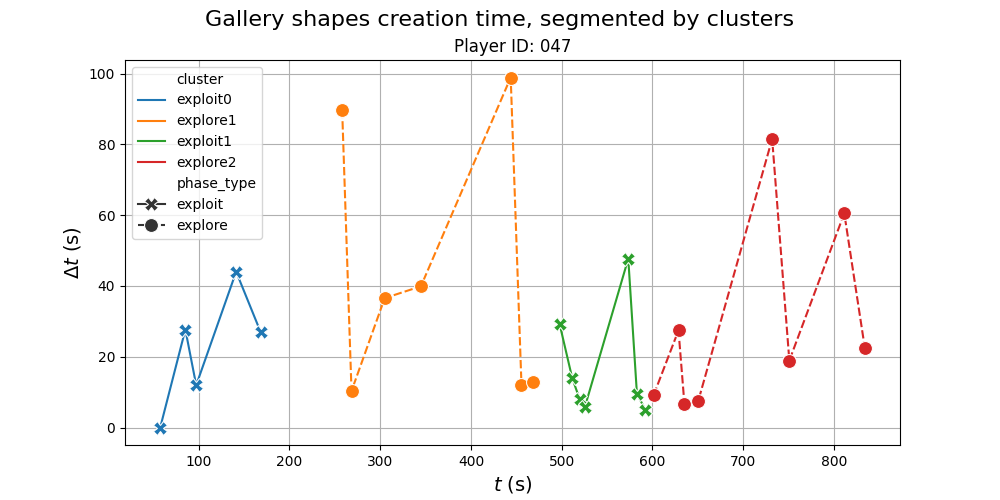 Gallery shapes creation time, segmented by clusters
Player ID: 047
100
80
60
40
20
0
Δt (s)
cluster
exploit0
explore1
exploit1
explore2
phase_type
exploit
explore
100 200 300 400 500 600 700 800
t (s)